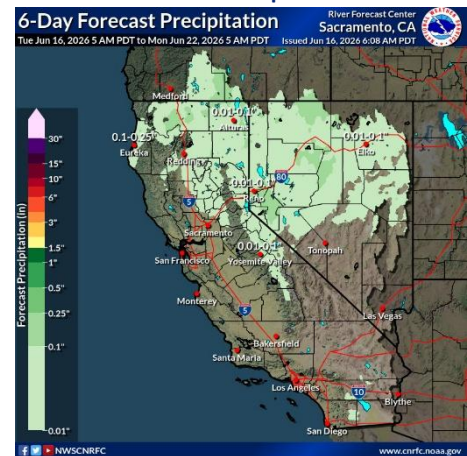 6-Day Forecast Precipitation
Tue Jun 16, 2026 5 AM PDT to Mon Jun 22, 2026 5 AM PDT
River Forecast Center
Sacramento, CA
Issued Jun 16, 2026 6:08 AM PDT
Medford
0.01-0.1"
Alturas
0.1-0.25"
Eureka
0.01-0.1"
Elko
Redding
80
0.01-0.1"
Reno
5
Sacramento
0.01-0.1"
Tonopah
San Francisco
Yosemite Valley
Monterey
5
Las Vegas
Bakersfield
Santa Maria
Los Angeles
10
Blythe
San Diego
Forecast Precipitation (in)
30"
15"
10"
6"
3"
1.5"
1"
0.5"
0.25"
0.1"
0.01"
NWSCNRFC
www.cnrfc.noaa.gov